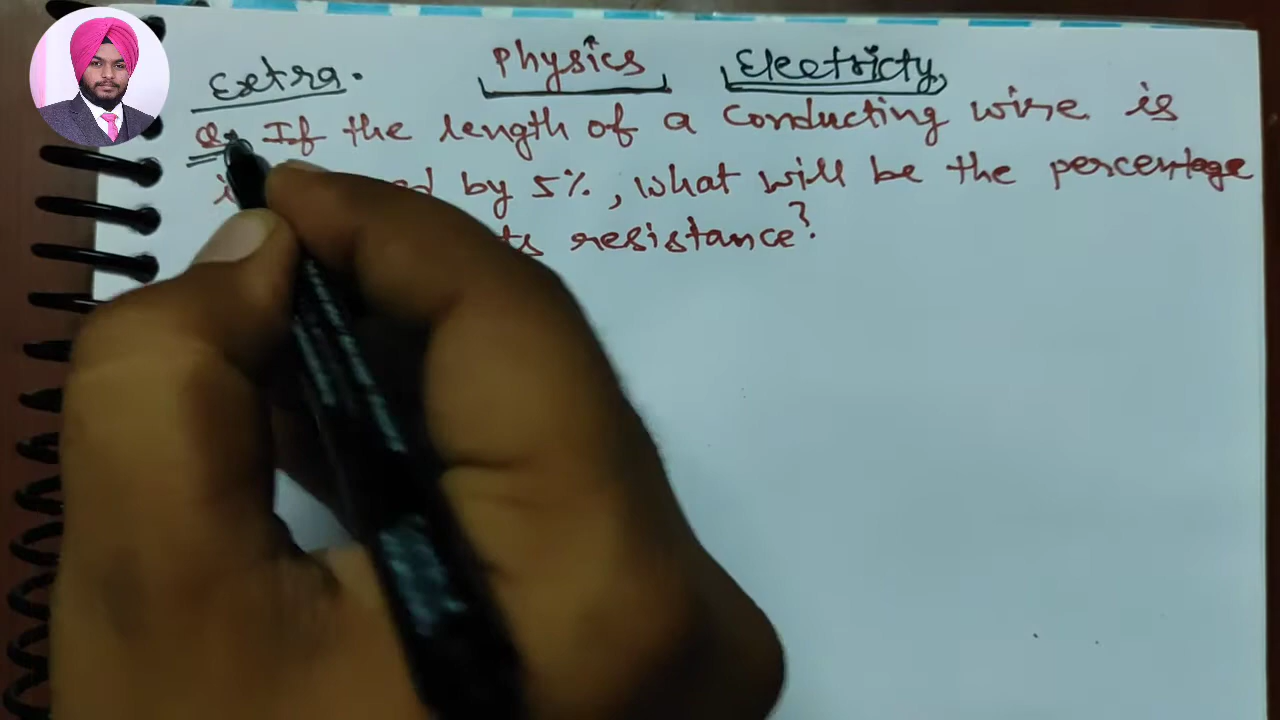 Extra. Physics Electricty
Q. If the length of a conducting wire is
by 5%, what will be the percentage
resistance?